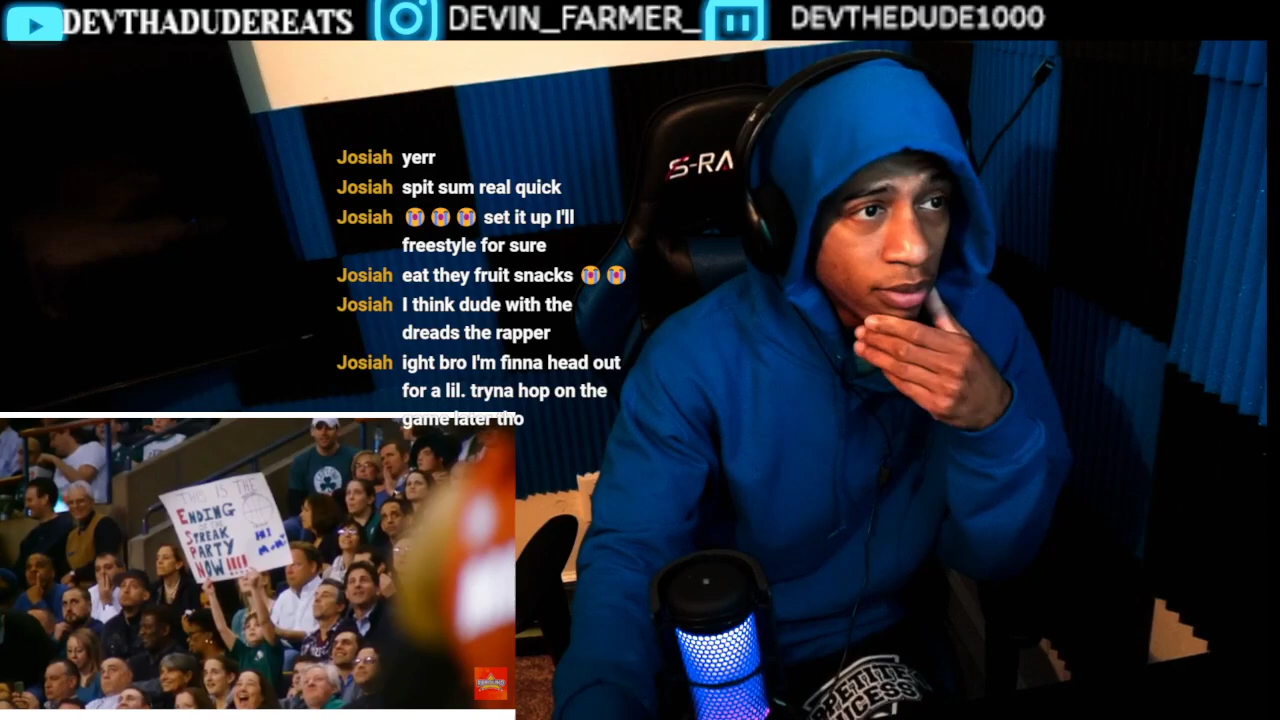 DEVTHADUDEREATS
DEVIN_FARMER_
DEVTHEDUDE1000
S-RA
Josiah yerr
Josiah spit sum real quick
Josiah 😭😭😭 set it up I'll
freestyle for sure
Josiah eat they fruit snacks 😭😭
Josiah I think dude with the
dreads the rapper
Josiah ight bro I'm finna head out
for a lil. tryna hop on the
game later tho
THIS IS THE
ENDING
OF THE
STREAK
PARTY
NOW !!!!
HI
MOM!